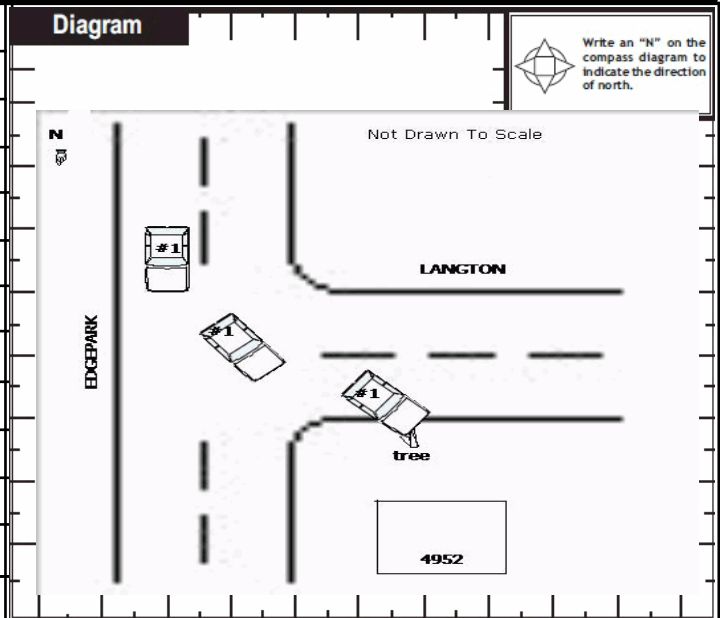 Diagram
Write an “N” on the
compass diagram to
indicate the direction
of north.
N
Not Drawn To Scale
#1
LANGTON
EDGEPARK
#1
#1
tree
4952